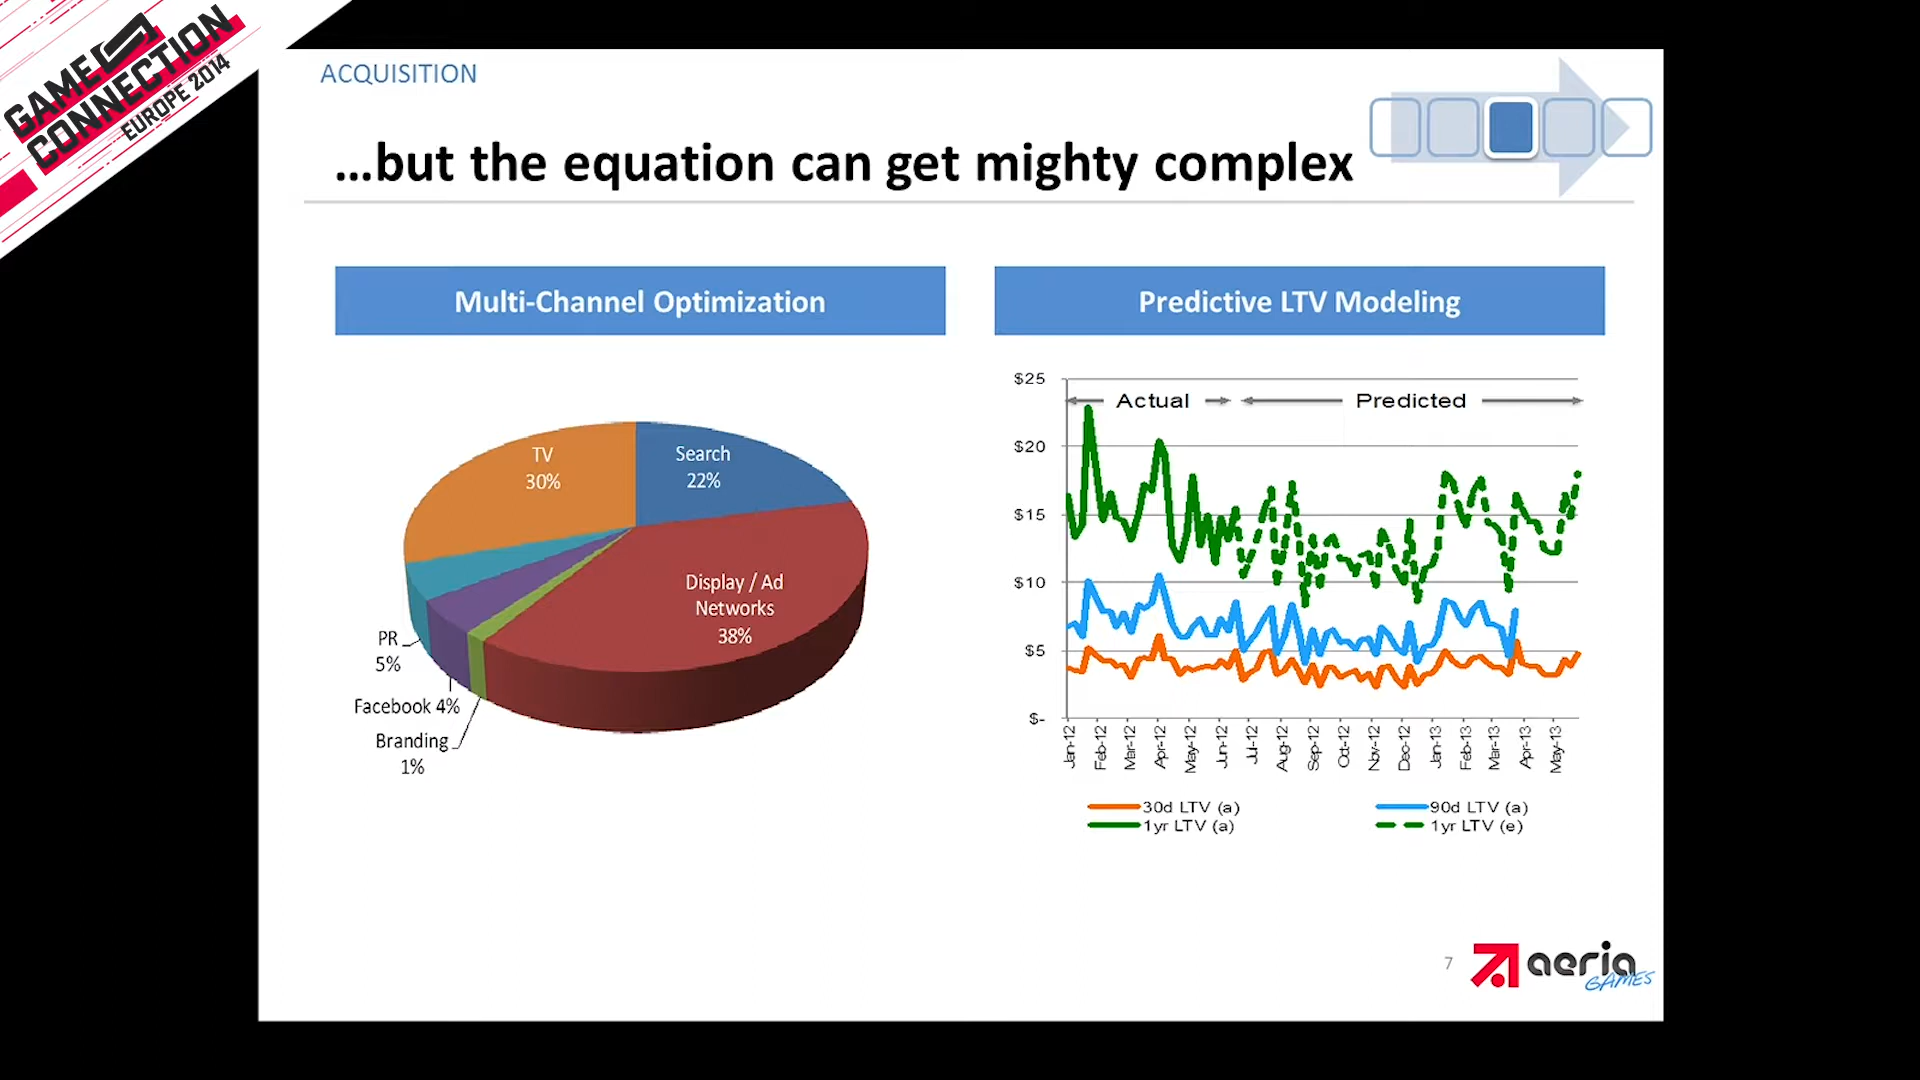 GAME
CONNECTION
EUROPE 2014
ACQUISITION
...but the equation can get mighty complex
Multi-Channel Optimization
TV
30%
Search
22%
Display / Ad
Networks
38%
PR
5%
Facebook 4%
Branding
1%
Predictive LTV Modeling
$25
$20
$15
$10
$5
$-
Actual
Predicted
Jan-12
Feb-12
Mar-12
Apr-12
May-12
Jun-12
Jul-12
Aug-12
Sep-12
Oct-12
Nov-12
Dec-12
Jan-13
Feb-13
Mar-13
Apr-13
May-13
30d LTV (a)
90d LTV (a)
1yr LTV (a)
1yr LTV (e)
7
aeria
GAMES